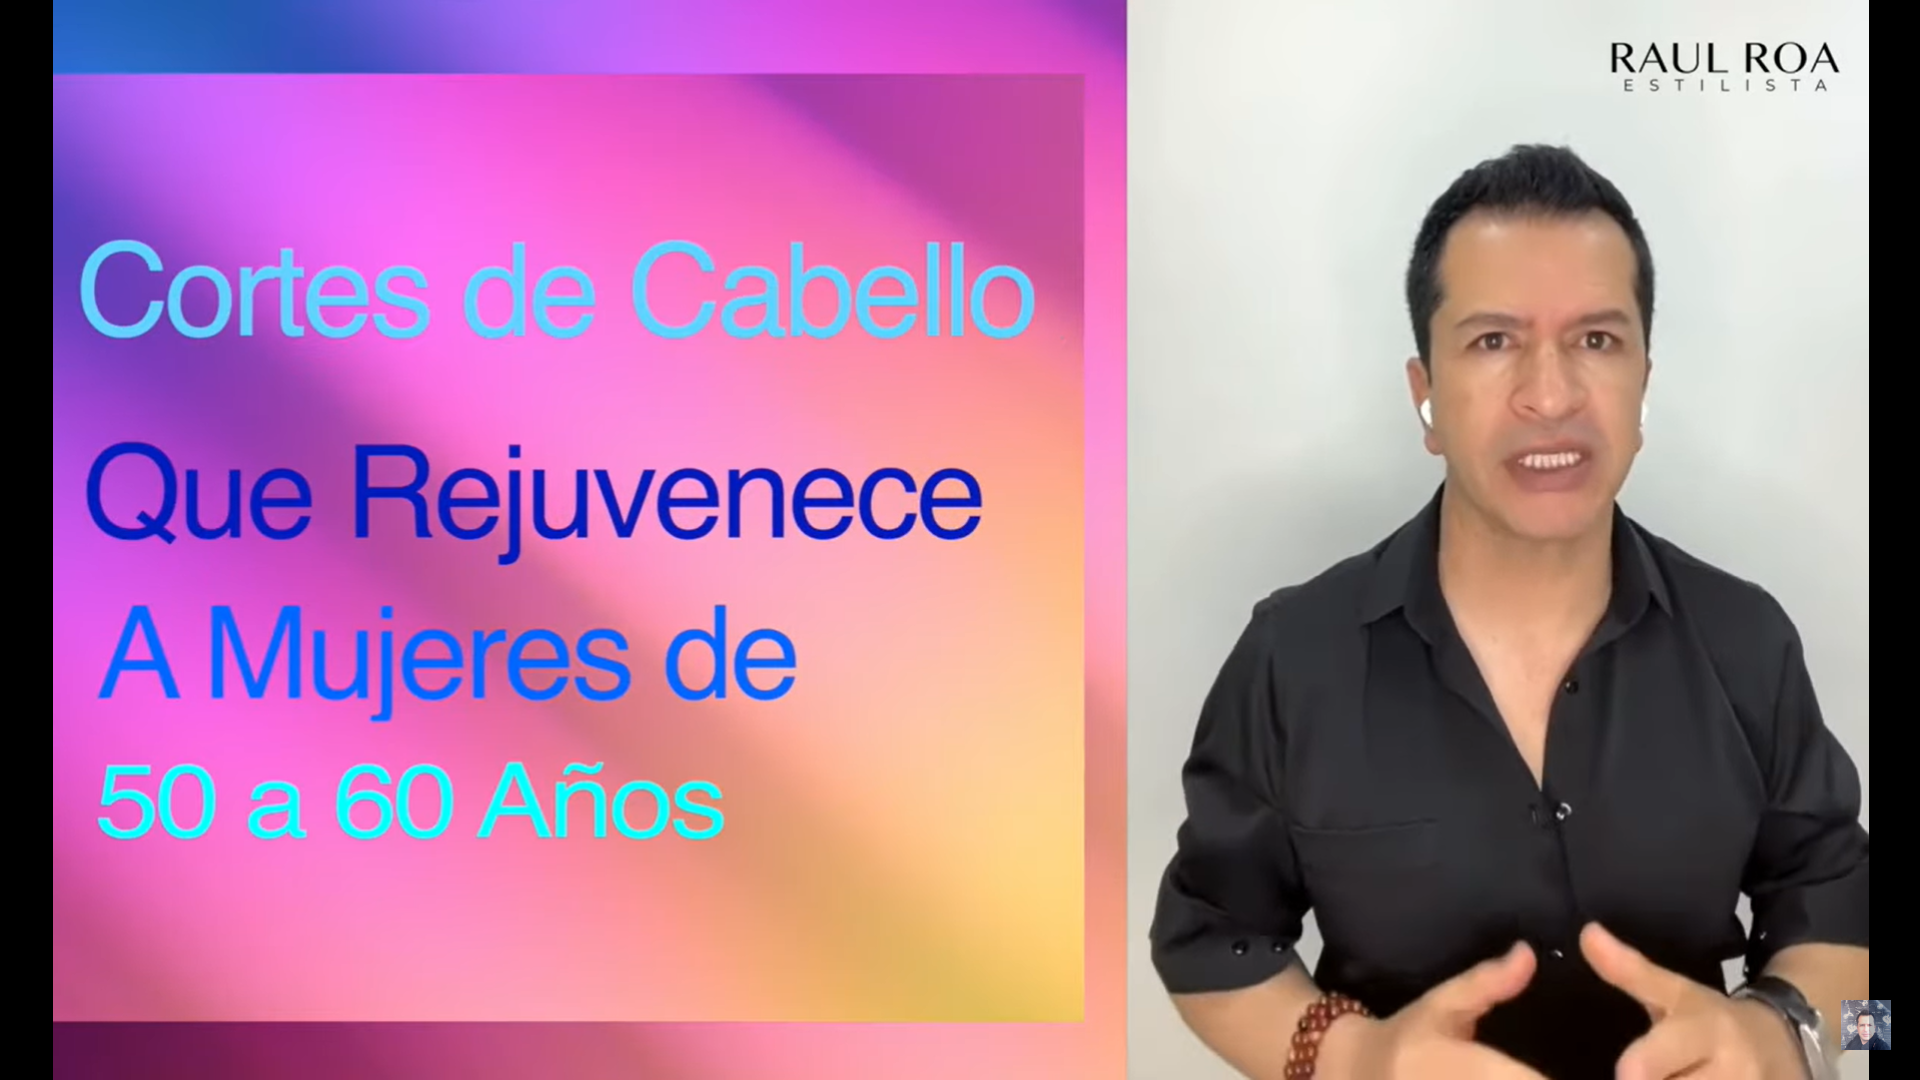 RAUL ROA
ESTILISTA
Cortes de Cabello
Que Rejuvenece
A Mujeres de
50 a 60 Años